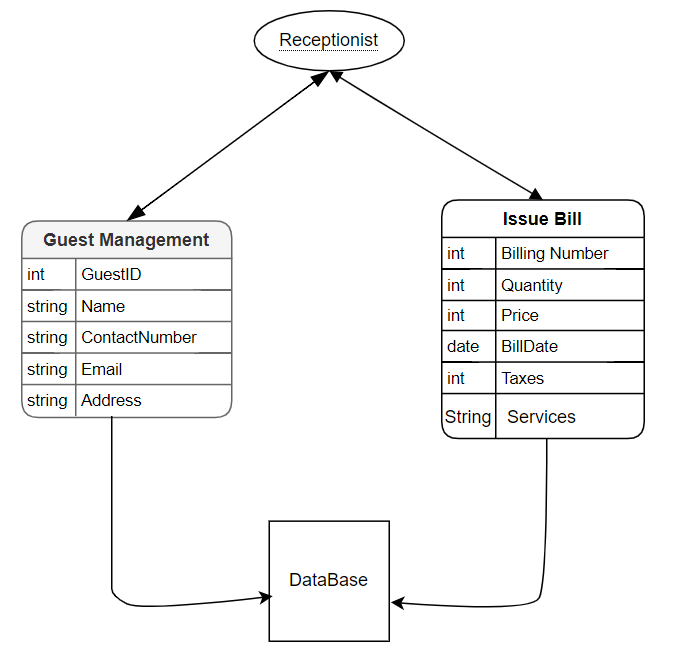 Receptionist
Guest Management
int GuestID
string Name
string ContactNumber
string Email
string Address
Issue Bill
int Billing Number
int Quantity
int Price
date BillDate
int Taxes
String Services
DataBase